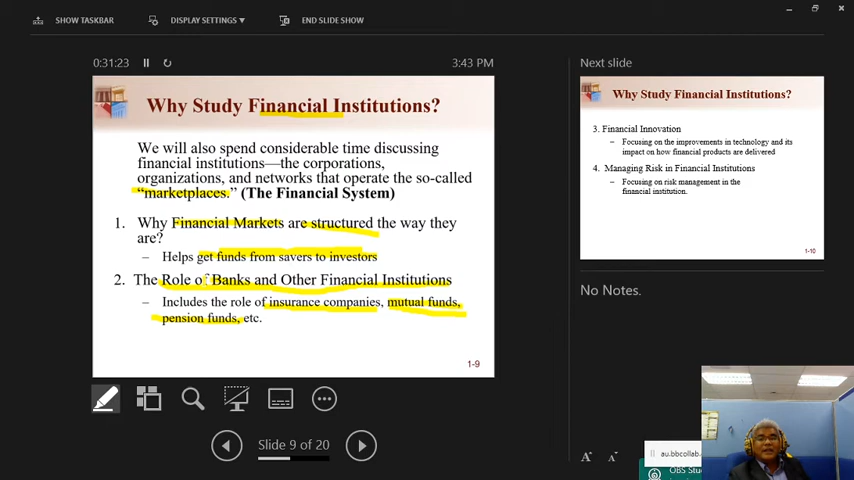 SHOW TASKBAR
DISPLAY SETTINGS ▼
END SLIDE SHOW
0:31:23
3:43 PM
Why Study Financial Institutions?
We will also spend considerable time discussing
financial institutions—the corporations,
organizations, and networks that operate the so-called
“marketplaces.” (The Financial System)
1. Why Financial Markets are structured the way they
are?
– Helps get funds from savers to investors
2. The Role of Banks and Other Financial Institutions
– Includes the role of insurance companies, mutual funds,
pension funds, etc.
1-9
Slide 9 of 20
Next slide
Why Study Financial Institutions?
3. Financial Innovation
– Focusing on the improvements in technology and its
impact on how financial products are delivered
4. Managing Risk in Financial Institutions
– Focusing on risk management in the
financial institution.
1-10
No Notes.
A A
au.bbcollab.
OBS Studi